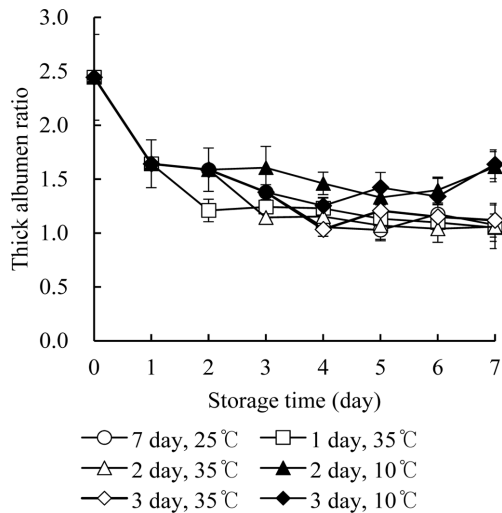 3.0
2.5
2.0
1.5
1.0
0.5
0.0
Thick albumen ratio
0 1 2 3 4 5 6 7
Storage time (day)
7 day, 25℃ 1 day, 35℃
2 day, 35℃ 2 day, 10℃
3 day, 35℃ 3 day, 10℃